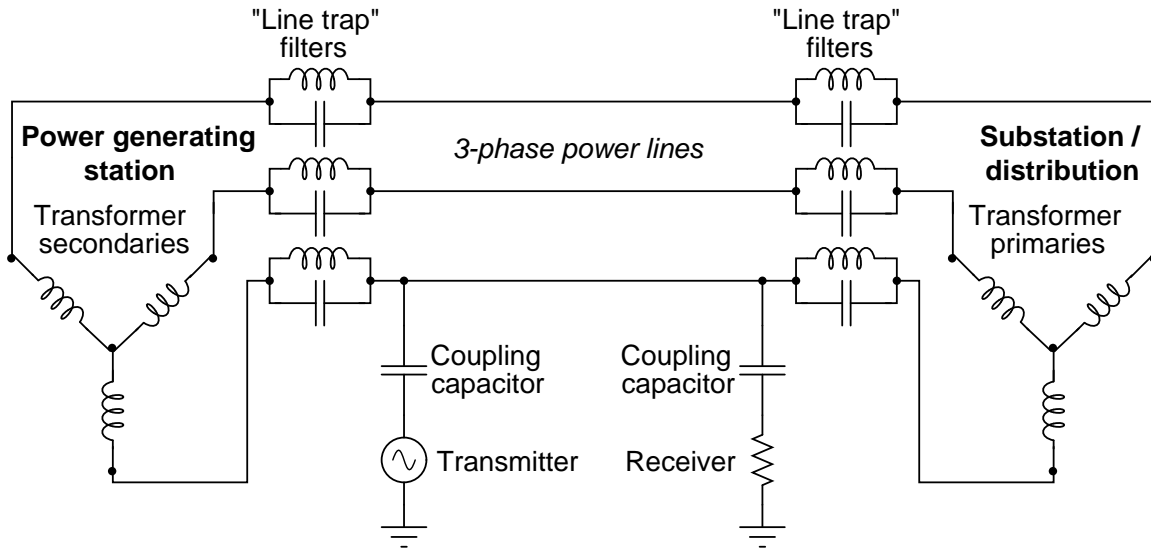 "Line trap"
filters
"Line trap"
filters
Power generating
station
3-phase power lines
Substation /
distribution
Transformer
secondaries
Transformer
primaries
Coupling
capacitor
Coupling
capacitor
Transmitter
Receiver